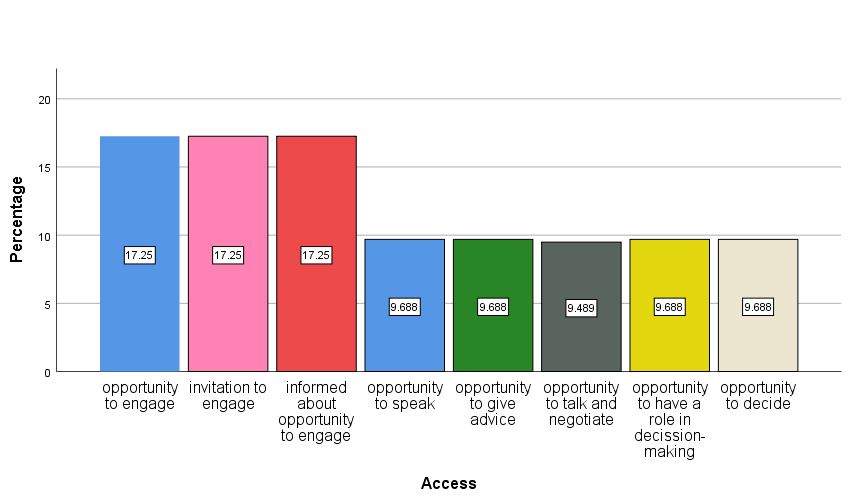 Percentage
20
15
10
5
0
17.25
17.25
17.25
9.688
9.688
9.489
9.688
9.688
opportunity
to engage
invitation to
engage
informed
about
opportunity
to engage
opportunity
to speak
opportunity
to give
advice
opportunity
to talk and
negotiate
opportunity
to have a
role in
decission-
making
opportunity
to decide
Access